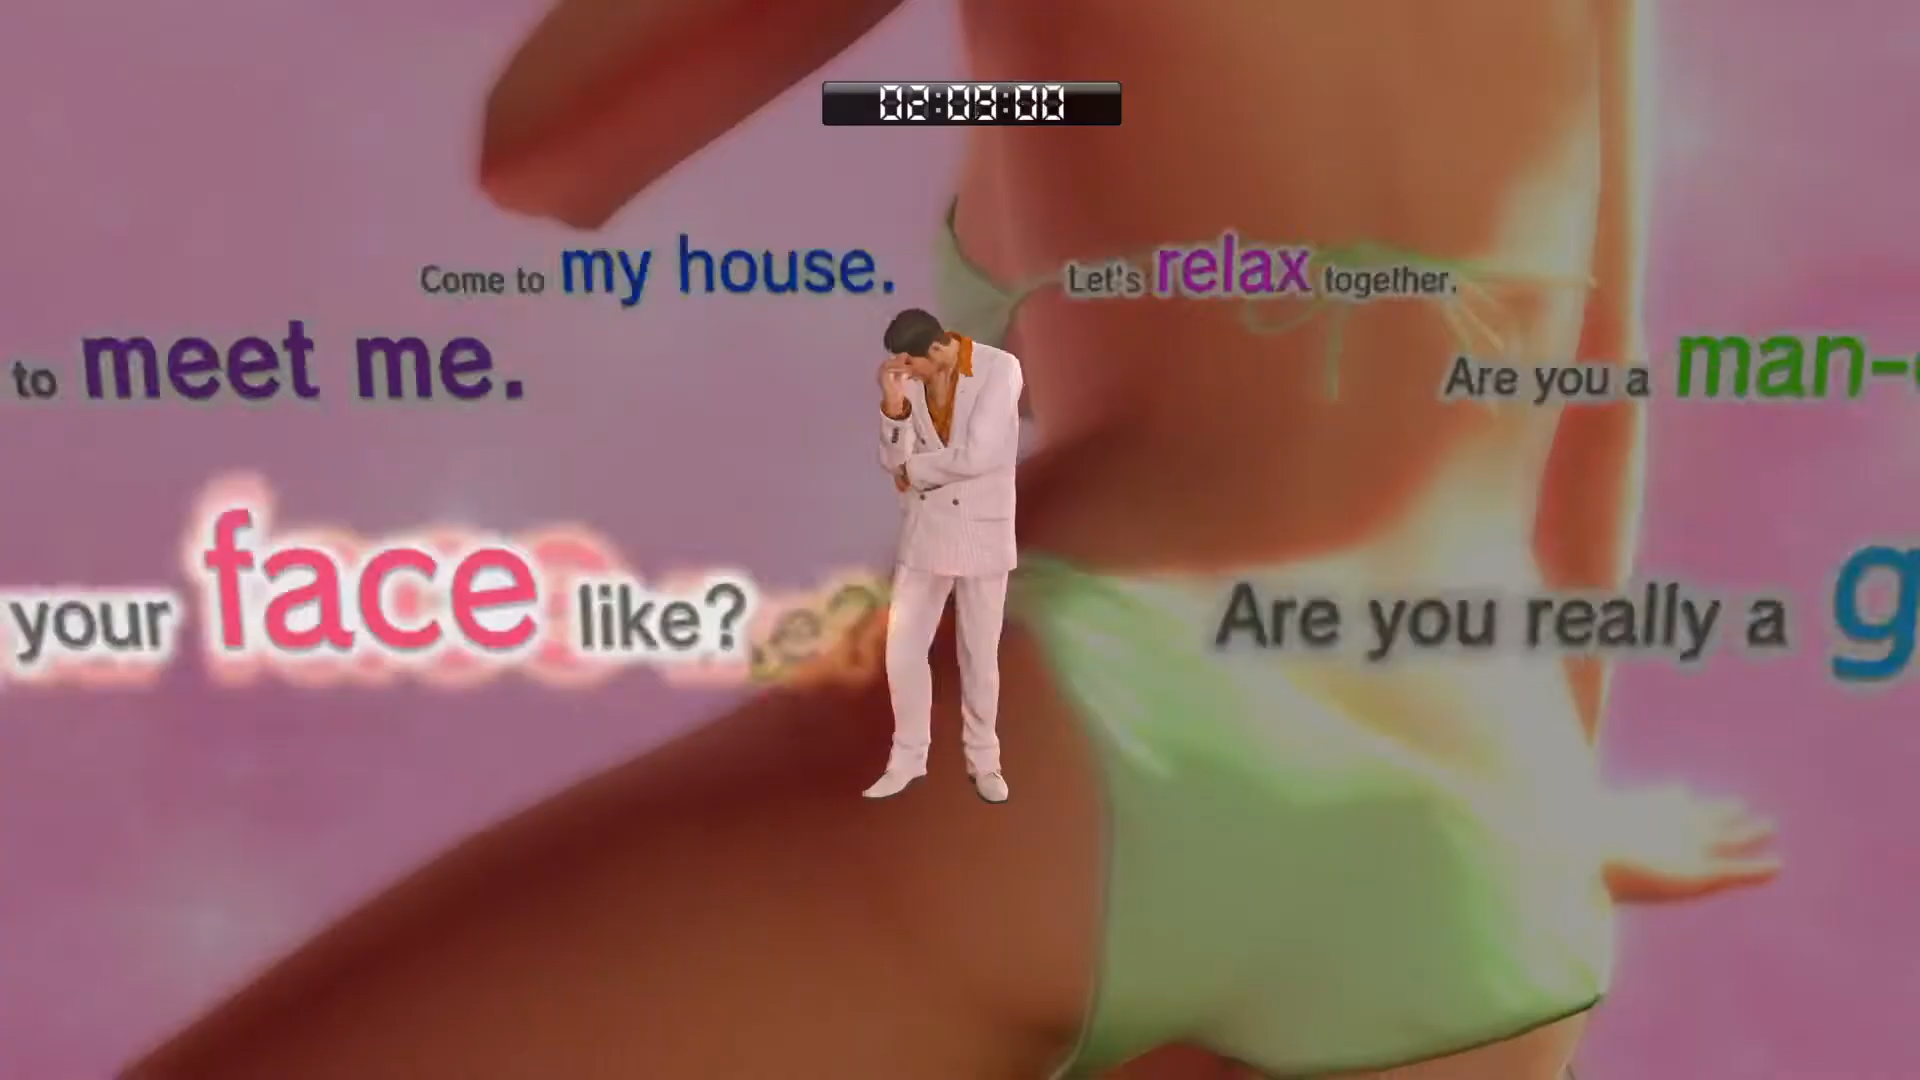 02:09:00
Come to my house. Let's relax together.
to meet me. Are you a man-
your face like? Are you really a